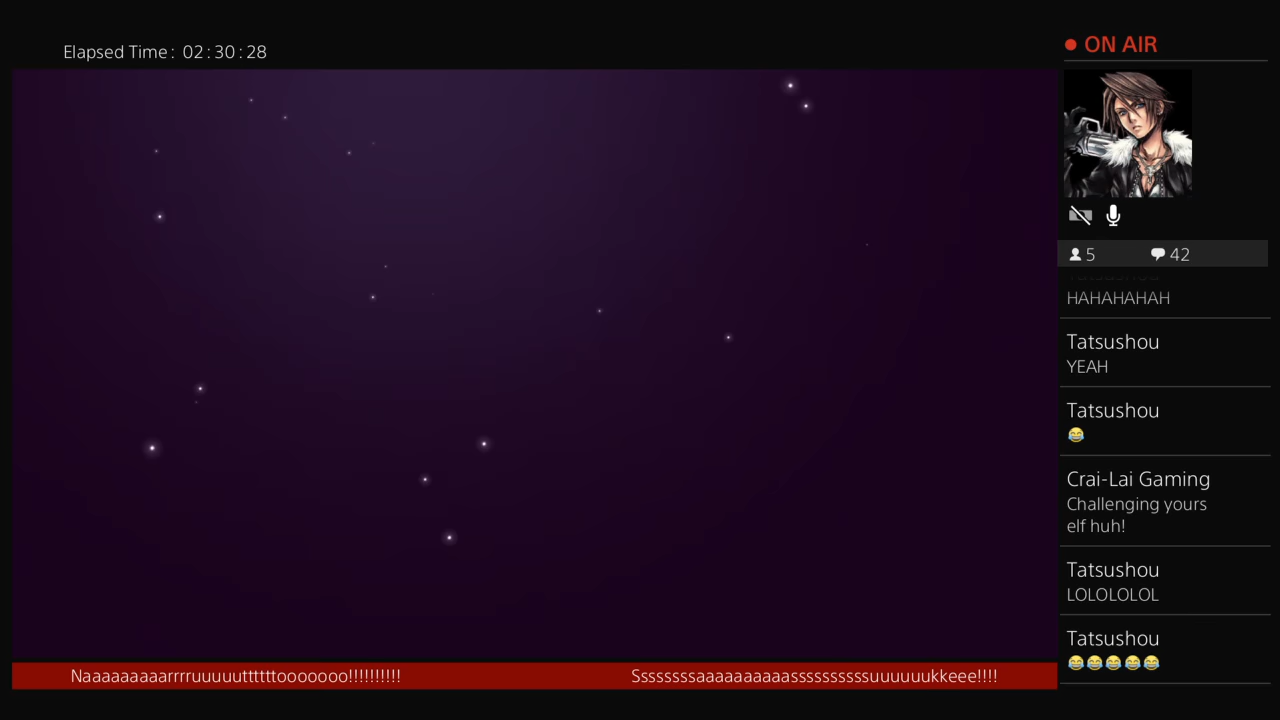 Elapsed Time: 02:30:28
ON AIR
5 42
HAHAHAHAH
Tatsushou
YEAH
Tatsushou
😂
Crai-Lai Gaming
Challenging yours
elf huh!
Tatsushou
LOLOLOLOL
Tatsushou
😂😂😂😂😂
Naaaaaaaaarrrruuuuuttttttooooooo!!!!!!!!!! Ssssssssaaaaaaaaaassssssssssuuuuuukkeee!!!!